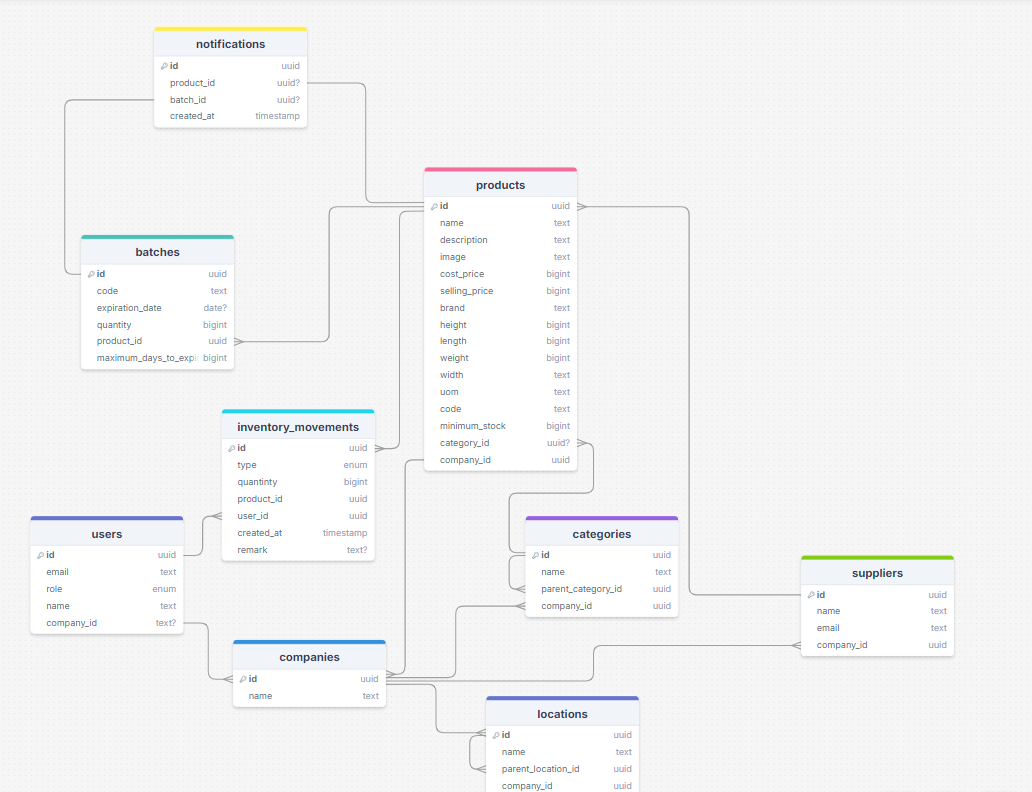 notifications
id uuid
product_id uuid?
batch_id uuid?
created_at timestamp
products
id uuid
name text
description text
image text
cost_price bigint
selling_price bigint
brand text
height bigint
length bigint
weight bigint
width text
uom text
code text
minimum_stock bigint
category_id uuid?
company_id uuid
batches
id uuid
code text
expiration_date date?
quantity bigint
product_id uuid
maximum_days_to_expi bigint
inventory_movements
id uuid
type enum
quantinty bigint
product_id uuid
user_id uuid
created_at timestamp
remark text?
users
id uuid
email text
role enum
name text
company_id text?
categories
id uuid
name text
parent_category_id uuid
company_id uuid
suppliers
id uuid
name text
email text
company_id uuid
companies
id uuid
name text
locations
id uuid
name text
parent_location_id uuid
company_id uuid